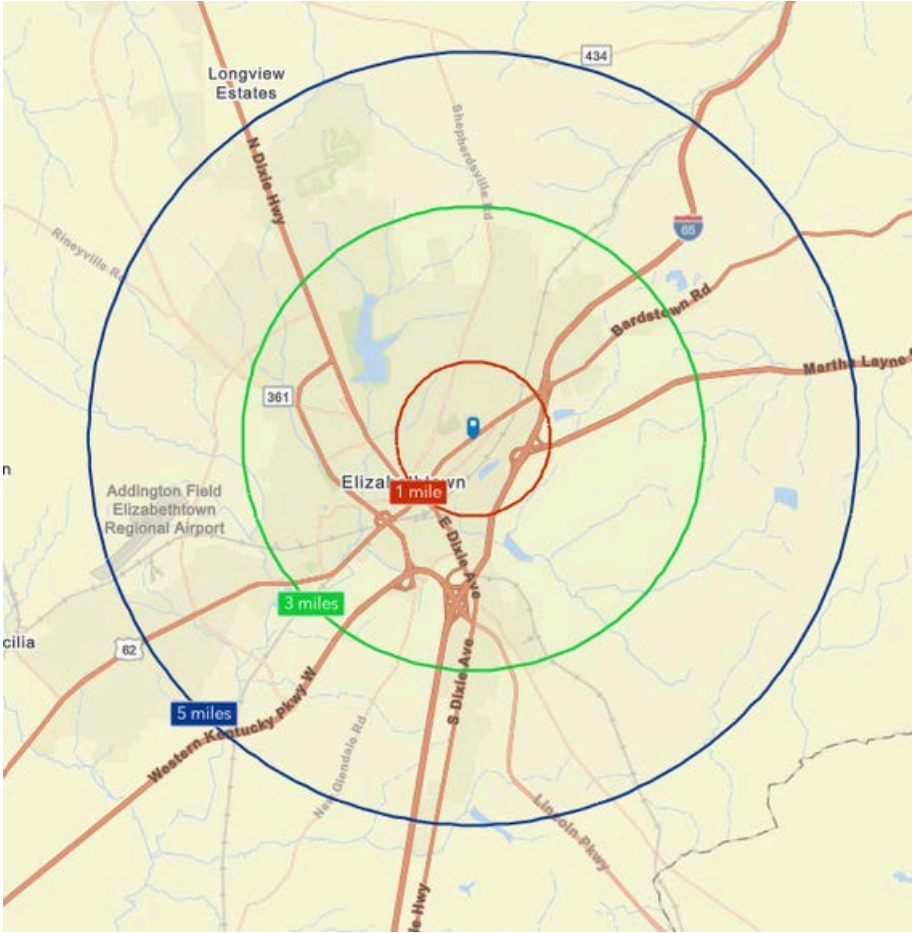 434
Longview
Estates
Shepherdsville Rd
N Dixie Hwy
65
Rineyville Rd
Bardstown Rd
Martha Layne
361
Elizabethtown
1 mile
Addington Field
Elizabethtown
Regional Airport
E Dixie Ave
3 miles
cilia
62
S Dixie Ave
5 miles
Western Kentucky Pkwy W
New Glendale Rd
Lincoln Pkwy
ie Hwy